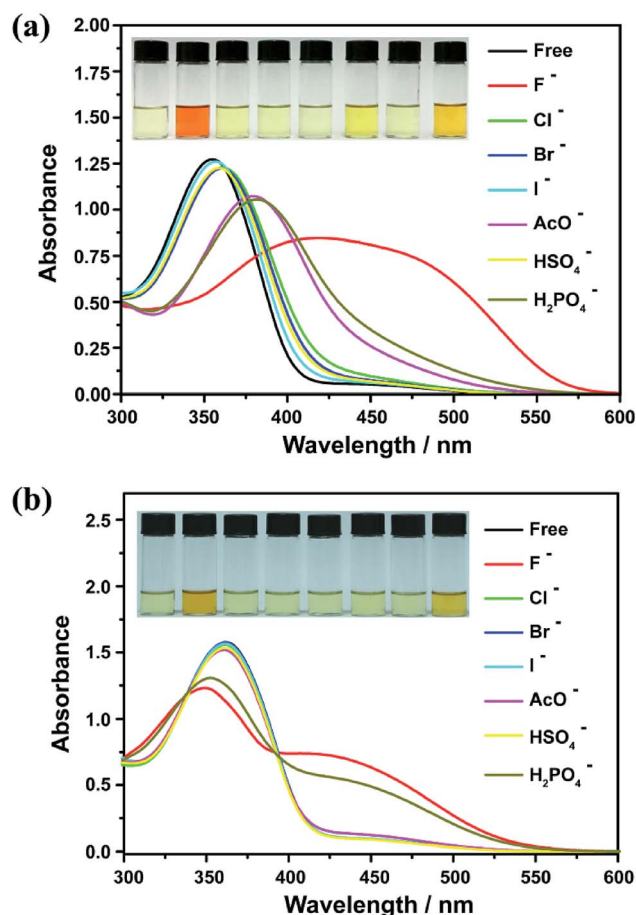 (a)
2.00
1.75
1.50
1.25
1.00
0.75
0.50
0.25
0.00
Absorbance
300 350 400 450 500 550 600
Wavelength / nm
Free
F⁻
Cl⁻
Br⁻
I⁻
AcO⁻
HSO₄⁻
H₂PO₄⁻
(b)
2.5
2.0
1.5
1.0
0.5
0.0
Absorbance
300 350 400 450 500 550 600
Wavelength / nm
Free
F⁻
Cl⁻
Br⁻
I⁻
AcO⁻
HSO₄⁻
H₂PO₄⁻